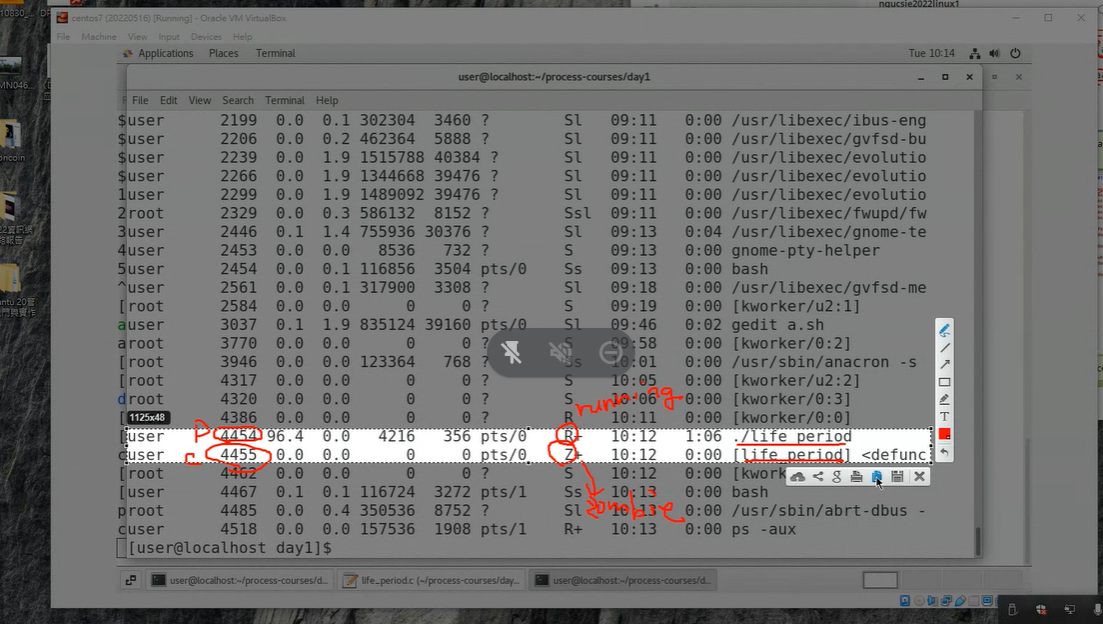 ngucsie2022linux1
centos7 (20220516) [Running] - Oracle VM VirtualBox
File Machine View Input Devices Help
Applications Places Terminal Tue 10:14
user@localhost:~/process-courses/day1
File Edit View Search Terminal Help
$user 2199 0.0 0.1 302304 3460 ? Sl 09:11 0:00 /usr/libexec/ibus-eng
$user 2206 0.0 0.2 462364 5888 ? Sl 09:11 0:00 /usr/libexec/gvfsd-bu
$user 2239 0.0 1.9 1515788 40384 ? Sl 09:11 0:00 /usr/libexec/evolutio
$user 2266 0.0 1.9 1344668 39476 ? Sl 09:11 0:00 /usr/libexec/evolutio
1user 2299 0.0 1.9 1489092 39476 ? Sl 09:11 0:00 /usr/libexec/evolutio
2root 2329 0.0 0.3 586132 8152 ? Ssl 09:11 0:00 /usr/libexec/fwupd/fw
3user 2446 0.1 1.4 755936 30376 ? Sl 09:13 0:04 /usr/libexec/gnome-te
4user 2453 0.0 0.0 8536 732 ? S 09:13 0:00 gnome-pty-helper
5user 2454 0.0 0.1 116856 3504 pts/0 Ss 09:13 0:00 bash
^user 2561 0.0 0.1 317900 3308 ? Sl 09:18 0:00 /usr/libexec/gvfsd-me
[root 2584 0.0 0.0 0 0 ? S 09:19 0:00 [kworker/u2:1]
auser 3037 0.1 1.9 835124 39160 pts/0 Sl 09:46 0:02 gedit a.sh
aroot 3770 0.0 0.0 0 0 ? S 09:58 0:00 [kworker/0:2]
[root 3946 0.0 0.0 123364 768 ? Ss 10:01 0:00 /usr/sbin/anacron -s
[root 4317 0.0 0.0 0 0 ? S 10:05 0:00 [kworker/u2:2]
droot 4320 0.0 0.0 0 0 ? S 10:06 0:00 [kworker/0:3]
running
1125x48
[root 4386 0.0 0.0 0 0 ? R 10:11 0:00 [kworker/0:0]
P
[user 4454 96.4 0.0 4216 356 pts/0 R+ 10:12 1:06 ./life_period
c
cuser 4455 0.0 0.0 0 0 pts/0 Z+ 10:12 0:00 [life_period] <defunc
[root 4462 0.0 0.0 0 0 ? S 10:12 0:00 [kwor
zombie
user 4467 0.1 0.1 116724 3272 pts/1 Ss 10:13 0:00 bash
proot 4485 0.0 0.4 350536 8752 ? Sl 10:13 0:00 /usr/sbin/abrt-dbus -
cuser 4518 0.0 0.0 157536 1908 pts/1 R+ 10:13 0:00 ps -aux
[user@localhost day1]$
user@localhost:~/process-courses/d...
life_period.c (~/process-courses/day...
user@localhost:~/process-courses/d...